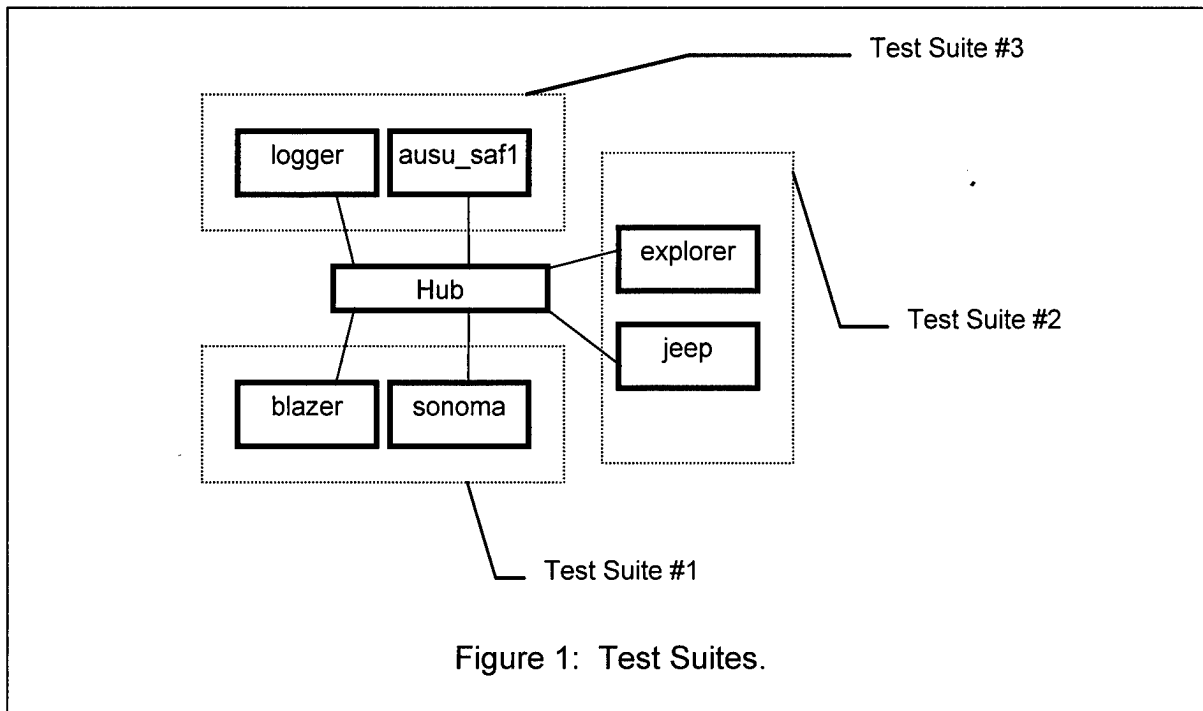 Test Suite #3
logger
ausu_saf1
explorer
Hub
Test Suite #2
jeep
blazer
sonoma
Test Suite #1
Figure 1: Test Suites.